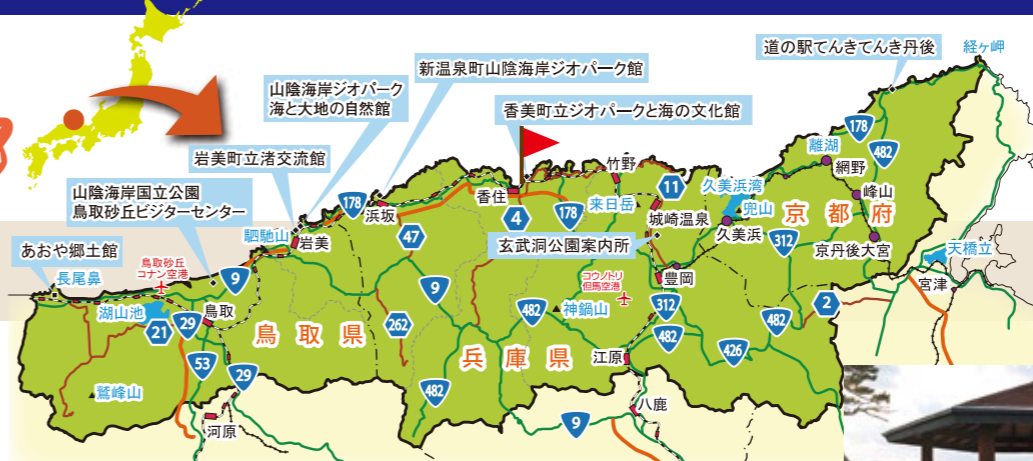 道の駅てんきてんき丹後
経ヶ岬
新温泉町山陰海岸ジオパーク館
山陰海岸ジオパーク
海と大地の自然館
香美町立ジオパークと海の文化館
岩美町立渚交流館
山陰海岸国立公園
鳥取砂丘ビジターセンター
あおや郷土館
長尾鼻
鳥取砂丘
コナン空港
湖山池
鷲峰山
鳥取
河原
駟馳山
岩美
浜坂
香住
竹野
来日岳
城崎温泉
玄武洞公園案内所
豊岡
コウノトリ
但馬空港
神鍋山
江原
八鹿
久美浜湾
兜山
久美浜
離湖
網野
峰山
京丹後大宮
天橋立
宮津
鳥取県
兵庫県
京都府
178
482
11
178
4
178
47
312
9
9
312
2
482
482
482
29
21
262
426
53
29
482
9